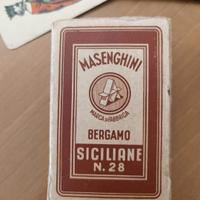 MASENGHINI
MARCA DI FABBRICA
BERGAMO
SICILIANE
N. 28